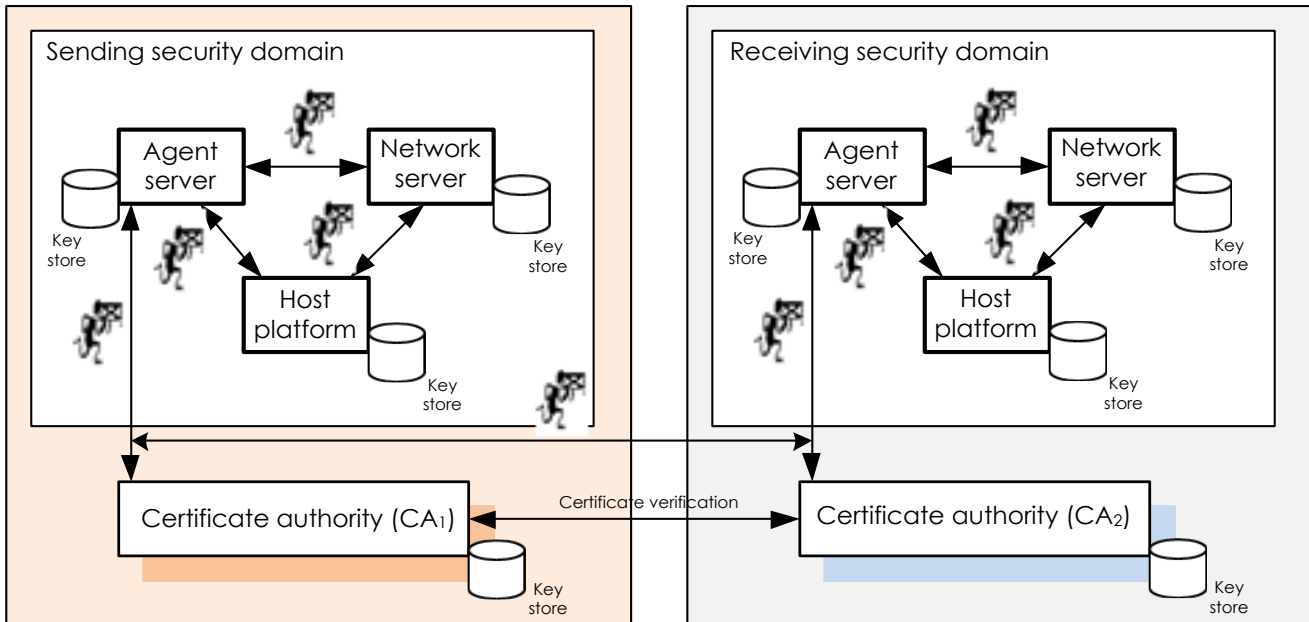 Sending security domain
Agent
server
Network
server
Key
store
Key
store
Host
platform
Key
store
Receiving security domain
Agent
server
Network
server
Key
store
Key
store
Host
platform
Key
store
Certificate authority (CA₁)
Certificate verification
Certificate authority (CA₂)
Key
store
Key
store